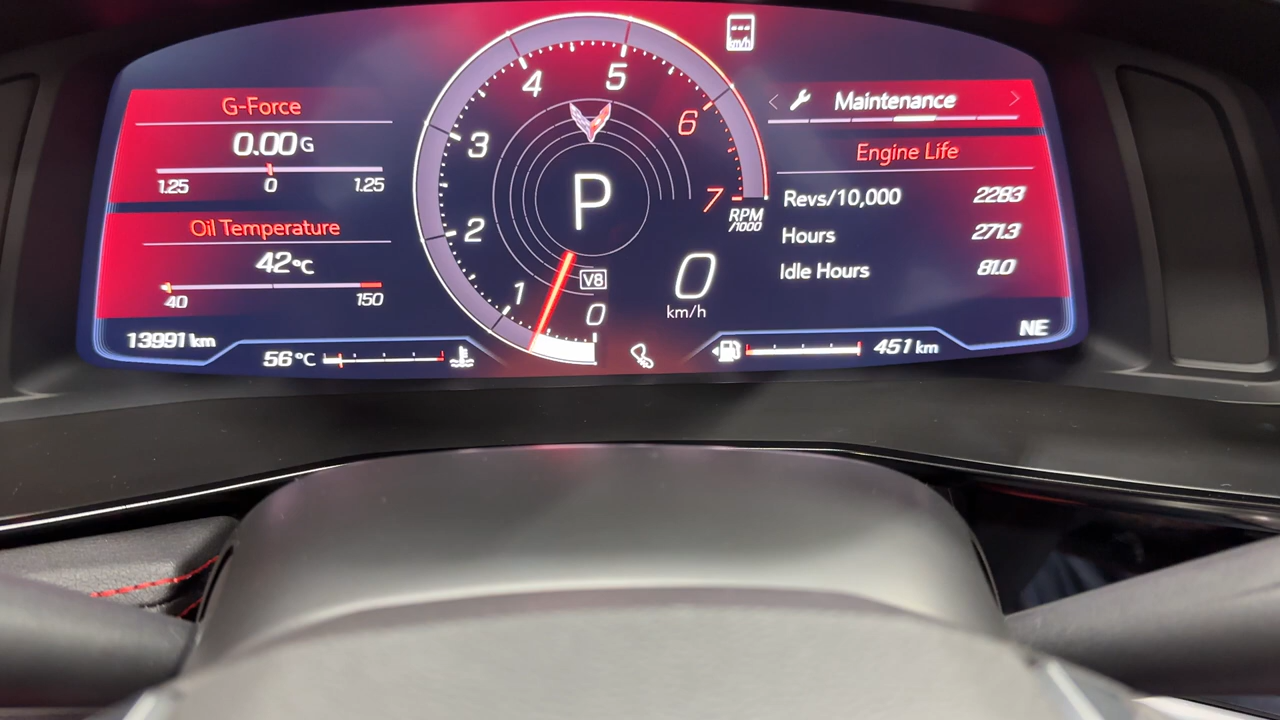 G-Force
0.00 G
1.25 0 1.25
Oil Temperature
42°C
40 150
13991 km
56 °C
4 5
3 6
2 7
1 0
RPM
/1000
P
V8
0
km/h
---
km/h
Maintenance
Engine Life
Revs/10,000 2283
Hours 271.3
Idle Hours 81.0
451 km
NE